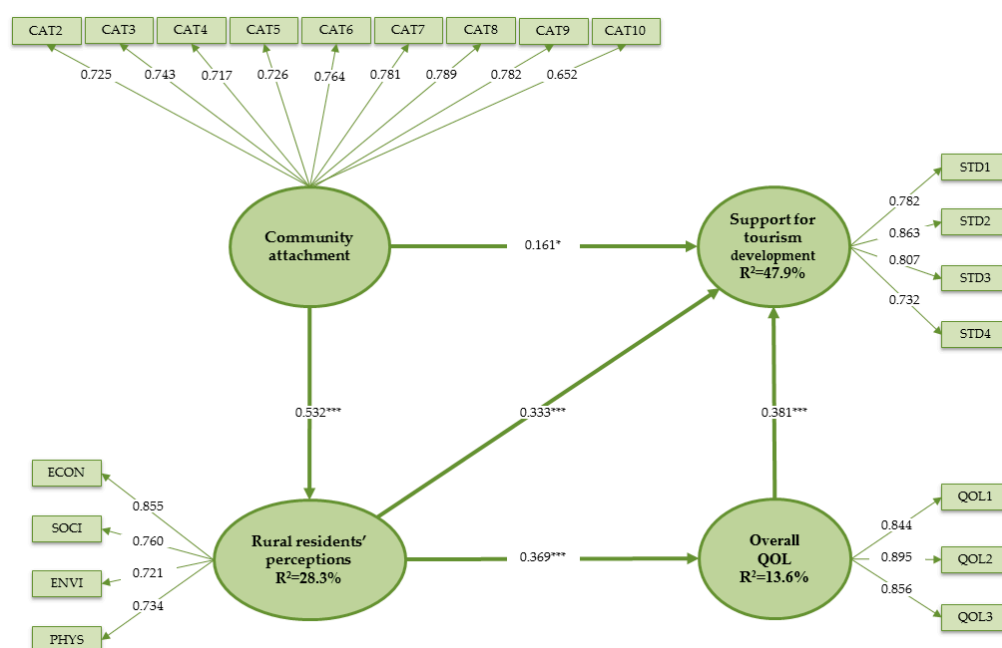 CAT2 CAT3 CAT4 CAT5 CAT6 CAT7 CAT8 CAT9 CAT10
0.725 0.743 0.717 0.726 0.764 0.781 0.789 0.782 0.652
Community
attachment
0.161*
Support for
tourism
development
R²=47.9%
0.782
0.863
0.807
0.732
STD1
STD2
STD3
STD4
0.532***
0.333***
0.381***
ECON
SOCI
ENVI
PHYS
0.855
0.760
0.721
0.734
Rural residents'
perceptions
R²=28.3%
0.369***
Overall
QOL
R²=13.6%
0.844
0.895
0.856
QOL1
QOL2
QOL3